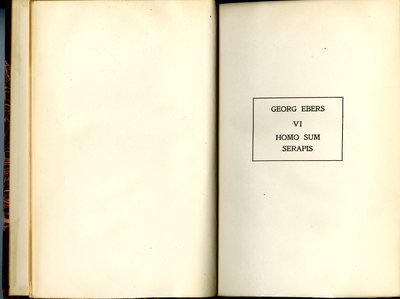 GEORG EBERS
VI
HOMO SUM
SERAPIS